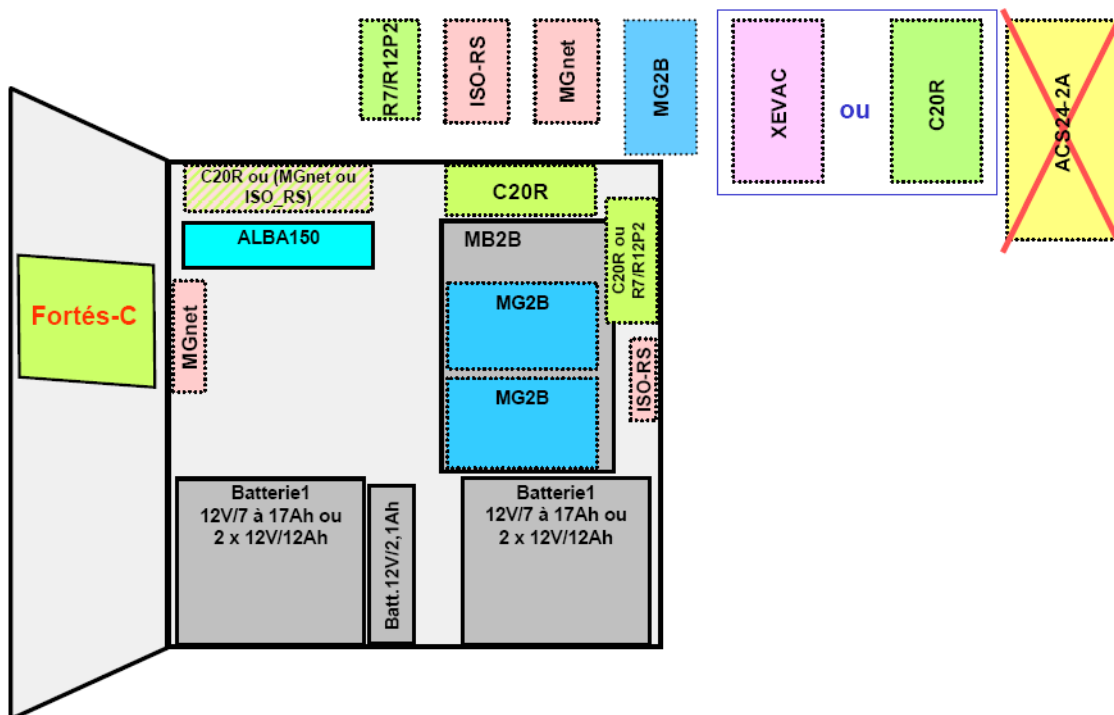 R7/R12P2
ISO-RS
MGnet
MG2B
XEVAC
ou
C20R
ACS24-2A
C20R ou (MGnet ou
ISO_RS)
C20R
ALBA150
MB2B
C20R ou
R7/R12P2
Fortés-C
MGnet
MG2B
ISO-RS
MG2B
Batterie1
12V/7 à 17Ah ou
2 x 12V/12Ah
Batt.12V/2,1Ah
Batterie1
12V/7 à 17Ah ou
2 x 12V/12Ah